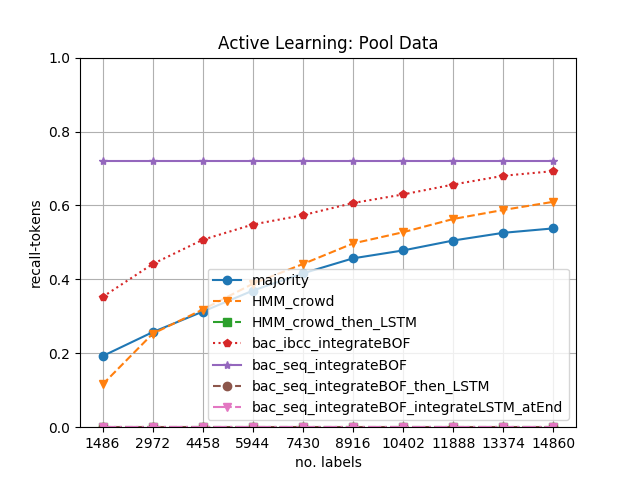 Active Learning: Pool Data
1.0
0.8
0.6
0.4
0.2
0.0
recall-tokens
majority
HMM_crowd
HMM_crowd_then_LSTM
bac_ibcc_integrateBOF
bac_seq_integrateBOF
bac_seq_integrateBOF_then_LSTM
bac_seq_integrateBOF_integrateLSTM_atEnd
1486 2972 4458 5944 7430 8916 10402 11888 13374 14860
no. labels